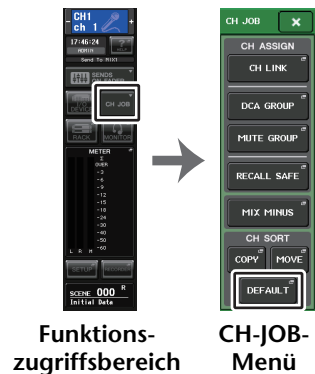 CH1
ch 1
17:46:24
ADMIN
?
HELP
Send To MIX1
SENDS
ON FADER
DEVICE
CH JOB
RACK
MONITOR
METER
Σ
OVER
-3
-6
-9
-12
-15
-18
-24
-30
-40
-50
-60
L R M
SETUP
RECORDER
SCENE 000 R
Initial Data
Funktions-
zugriffsbereich
CH JOB
×
CH ASSIGN
CH LINK
DCA GROUP
MUTE GROUP
RECALL SAFE
MIX MINUS
CH SORT
COPY MOVE
DEFAULT
CH-JOB-
Menü